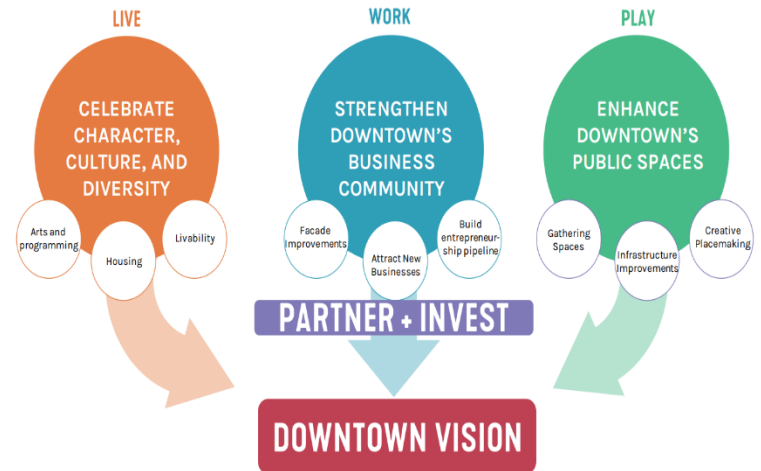 LIVE
CELEBRATE
CHARACTER,
CULTURE, AND
DIVERSITY
Arts and
programming
Housing
Livability
WORK
STRENGTHEN
DOWNTOWN'S
BUSINESS
COMMUNITY
Facade
Improvements
Attract New
Businesses
Build
entrepreneur-
ship pipeline
PLAY
ENHANCE
DOWNTOWN'S
PUBLIC SPACES
Gathering
Spaces
Infrastructure
Improvements
Creative
Placemaking
PARTNER + INVEST
DOWNTOWN VISION